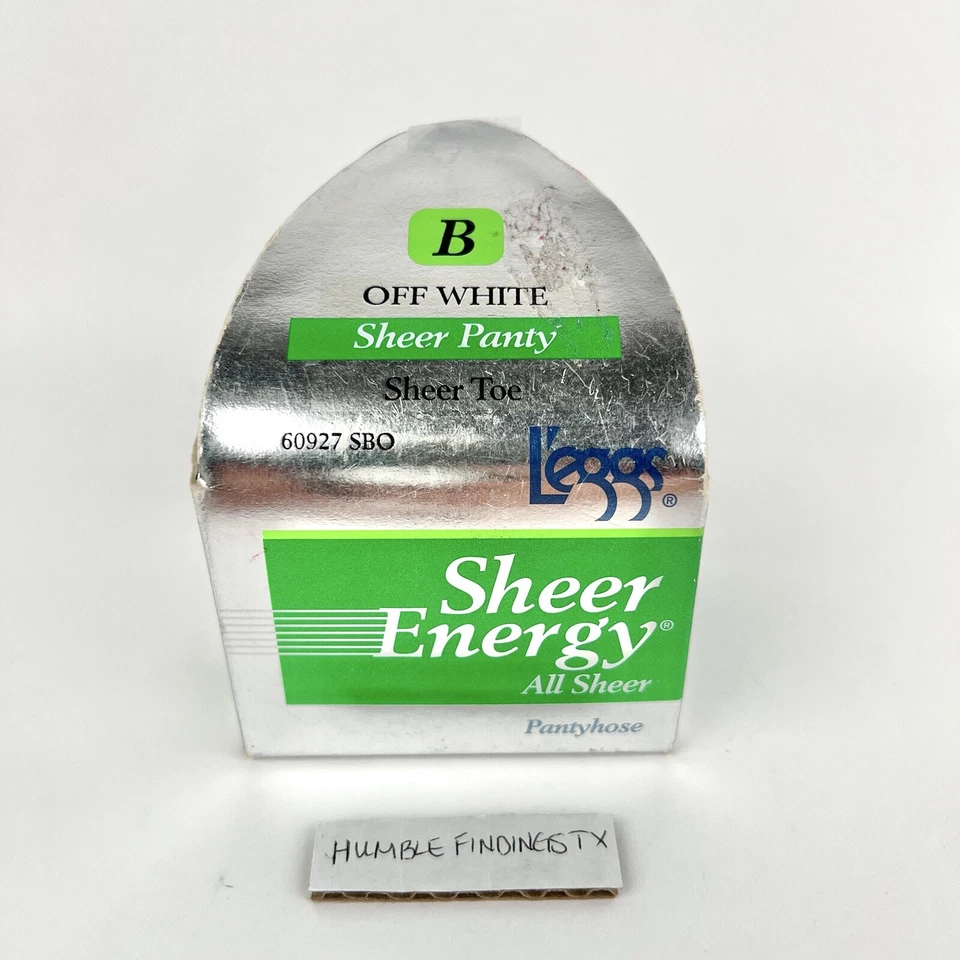 B
OFF WHITE
Sheer Panty
Sheer Toe
60927 SBO
L'eggs®
Sheer
Energy®
All Sheer
Pantyhose
HUMBLE FINDINGSTX